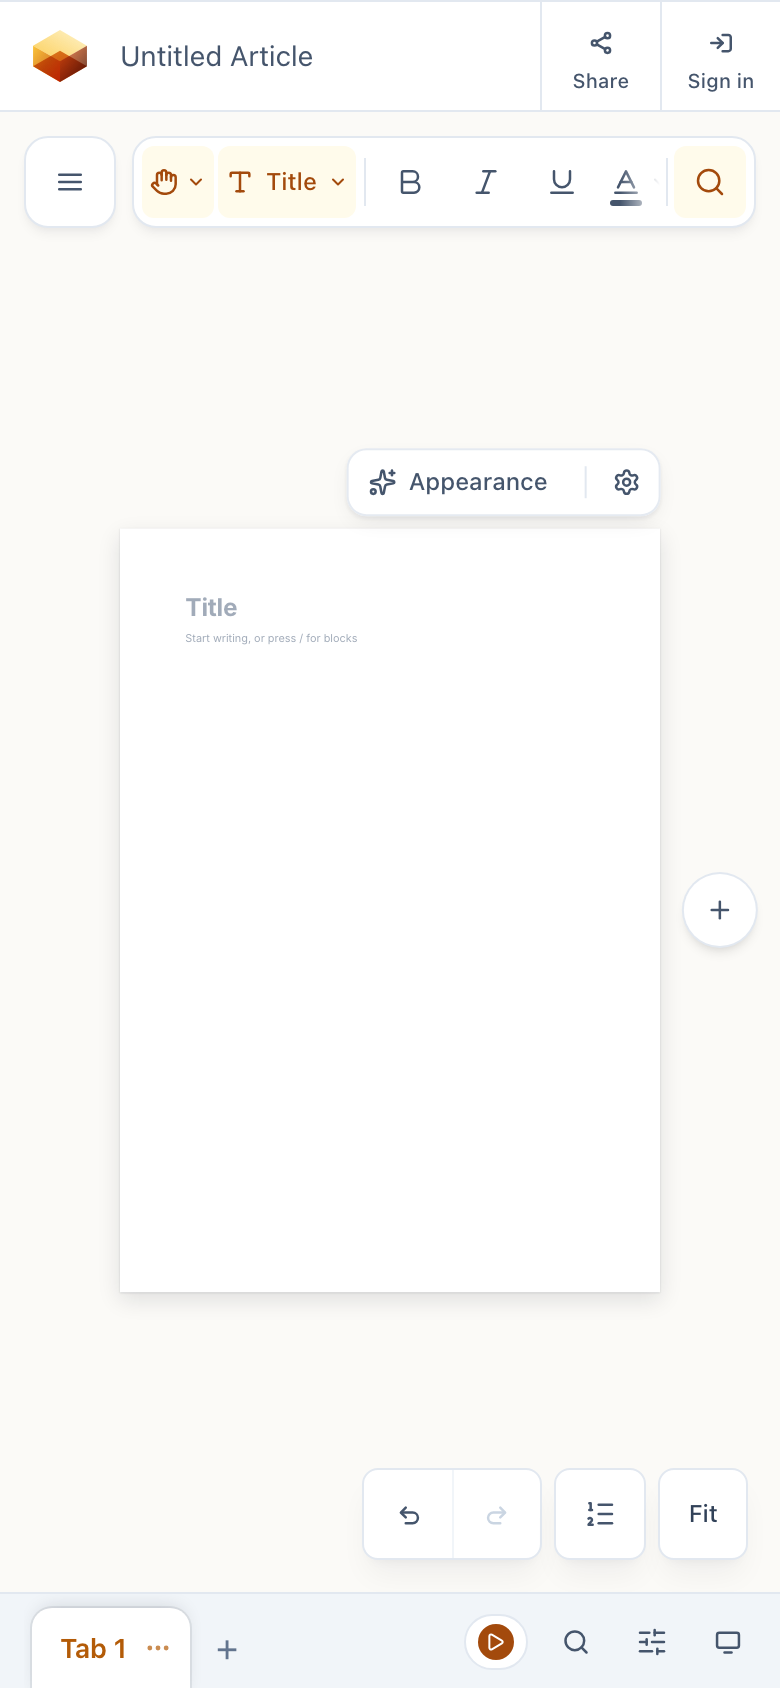 Untitled Article
Share
Sign in
Title
Appearance
Title
Start writing, or press / for blocks
Fit
Tab 1